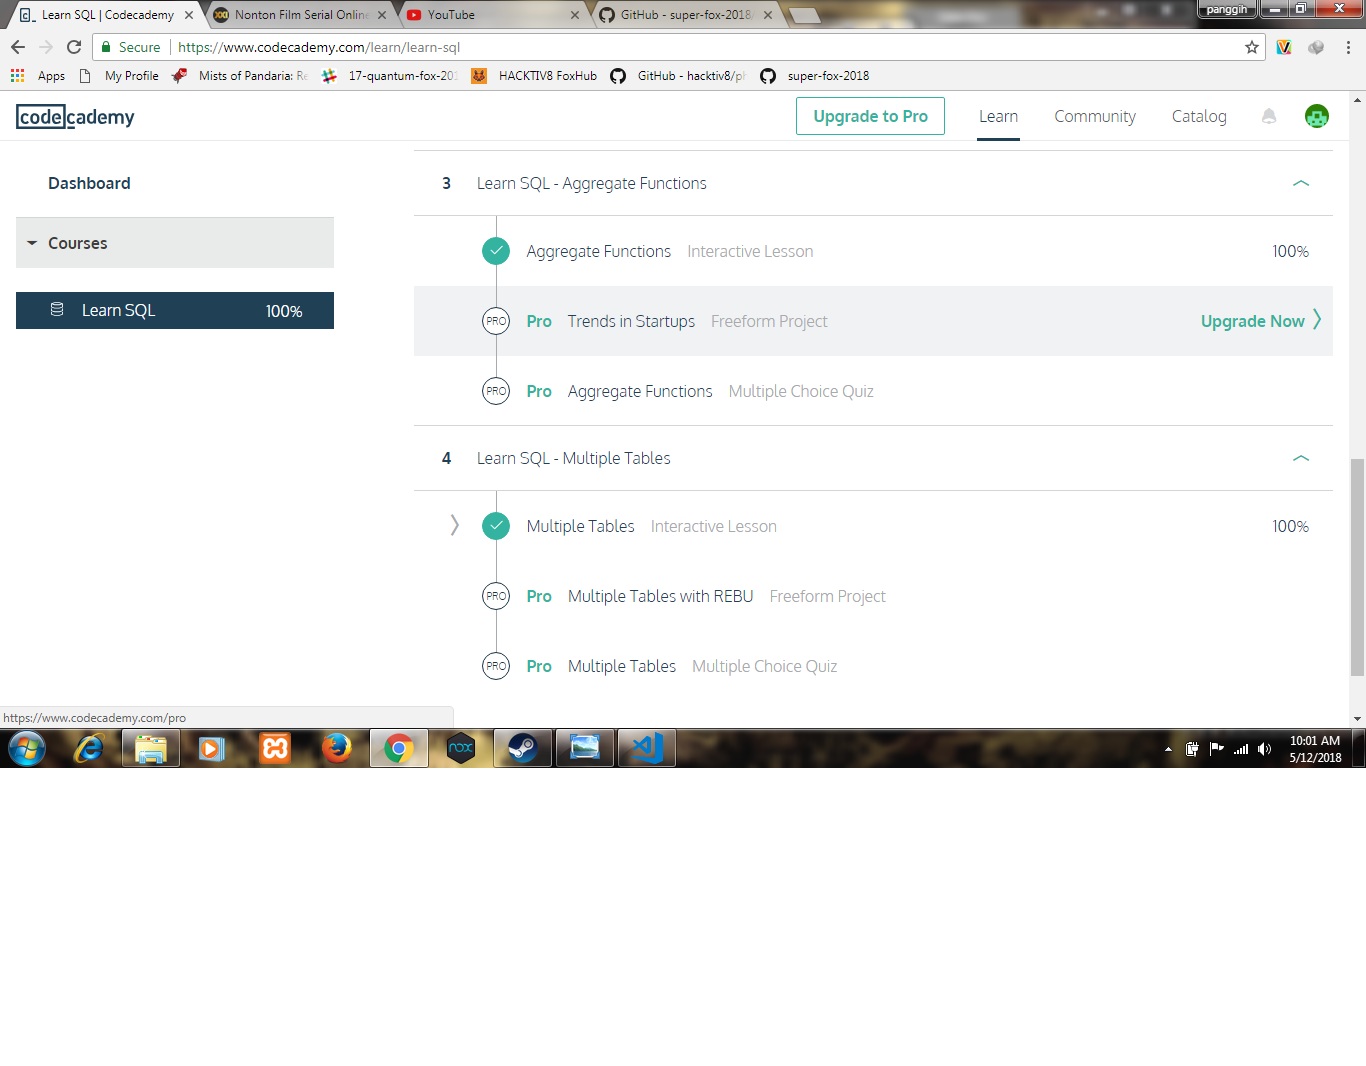 Learn SQL | Codecademy
Nonton Film Serial Online
YouTube
GitHub - super-fox-2018/
panggih
Secure
https://www.codecademy.com/learn/learn-sql
Apps
My Profile
Mists of Pandaria: Re
17-quantum-fox-201
HACKTIV8 FoxHub
GitHub - hacktiv8/ph
super-fox-2018
codecademy
Upgrade to Pro
Learn
Community
Catalog
Dashboard
Courses
Learn SQL 100%
3 Learn SQL - Aggregate Functions
Aggregate Functions Interactive Lesson 100%
PRO Pro Trends in Startups Freeform Project Upgrade Now
PRO Pro Aggregate Functions Multiple Choice Quiz
4 Learn SQL - Multiple Tables
Multiple Tables Interactive Lesson 100%
PRO Pro Multiple Tables with REBU Freeform Project
PRO Pro Multiple Tables Multiple Choice Quiz
https://www.codecademy.com/pro
nox
10:01 AM
5/12/2018